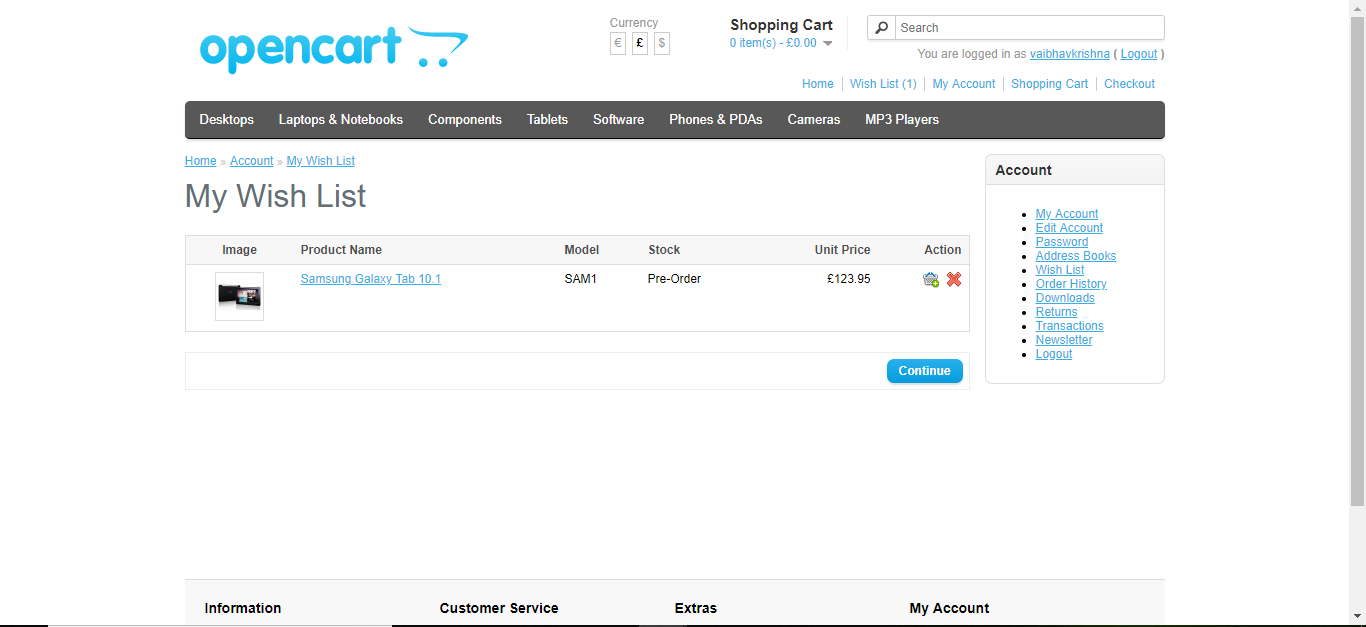 opencart
Currency
€ £ $
Shopping Cart
0 item(s) - £0.00
Search
You are logged in as vaibhavkrishna ( Logout )
Home Wish List (1) My Account Shopping Cart Checkout
Desktops Laptops & Notebooks Components Tablets Software Phones & PDAs Cameras MP3 Players
Home » Account » My Wish List
My Wish List
Image Product Name Model Stock Unit Price Action
Samsung Galaxy Tab 10.1 SAM1 Pre-Order £123.95
Continue
Account
My Account
Edit Account
Password
Address Books
Wish List
Order History
Downloads
Returns
Transactions
Newsletter
Logout
Information Customer Service Extras My Account